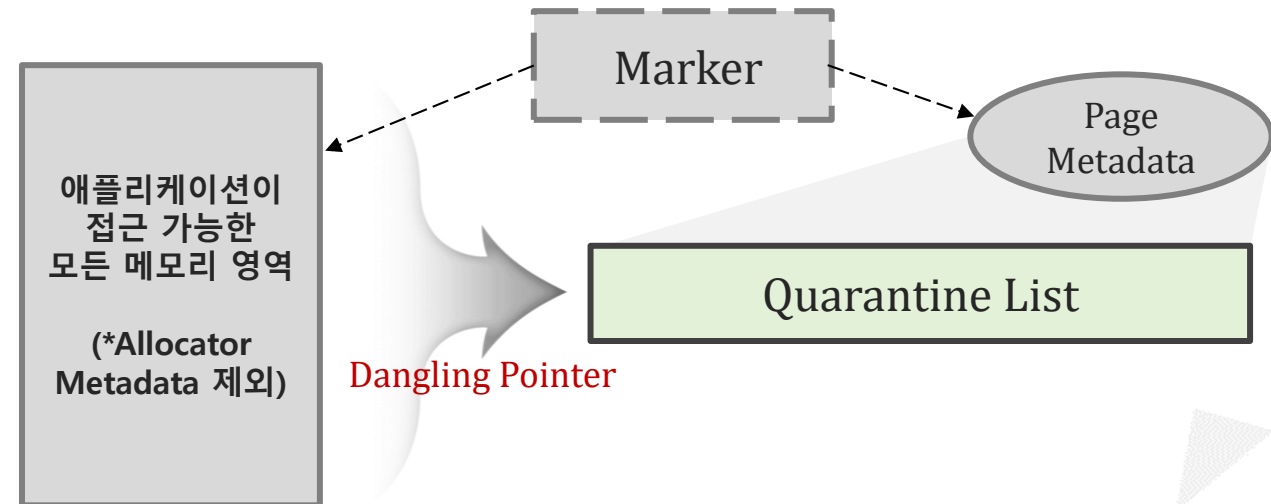 Marker
Page
Metadata
애플리케이션이
접근 가능한
모든 메모리 영역
(*Allocator
Metadata 제외)
Quarantine List
Dangling Pointer